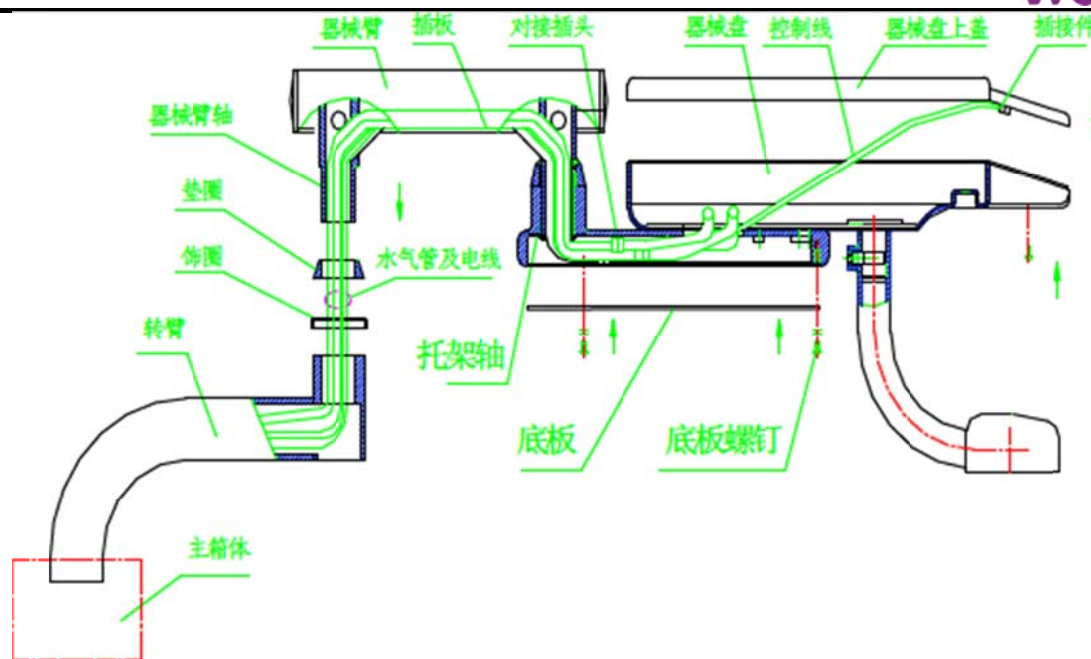 器械臂
插板
对接插头
器械盘
控制线
器械盘上盖
插接件
器械臂轴
垫圈
水气管及电线
饰圈
转臂
托架轴
底板
底板螺钉
主箱体